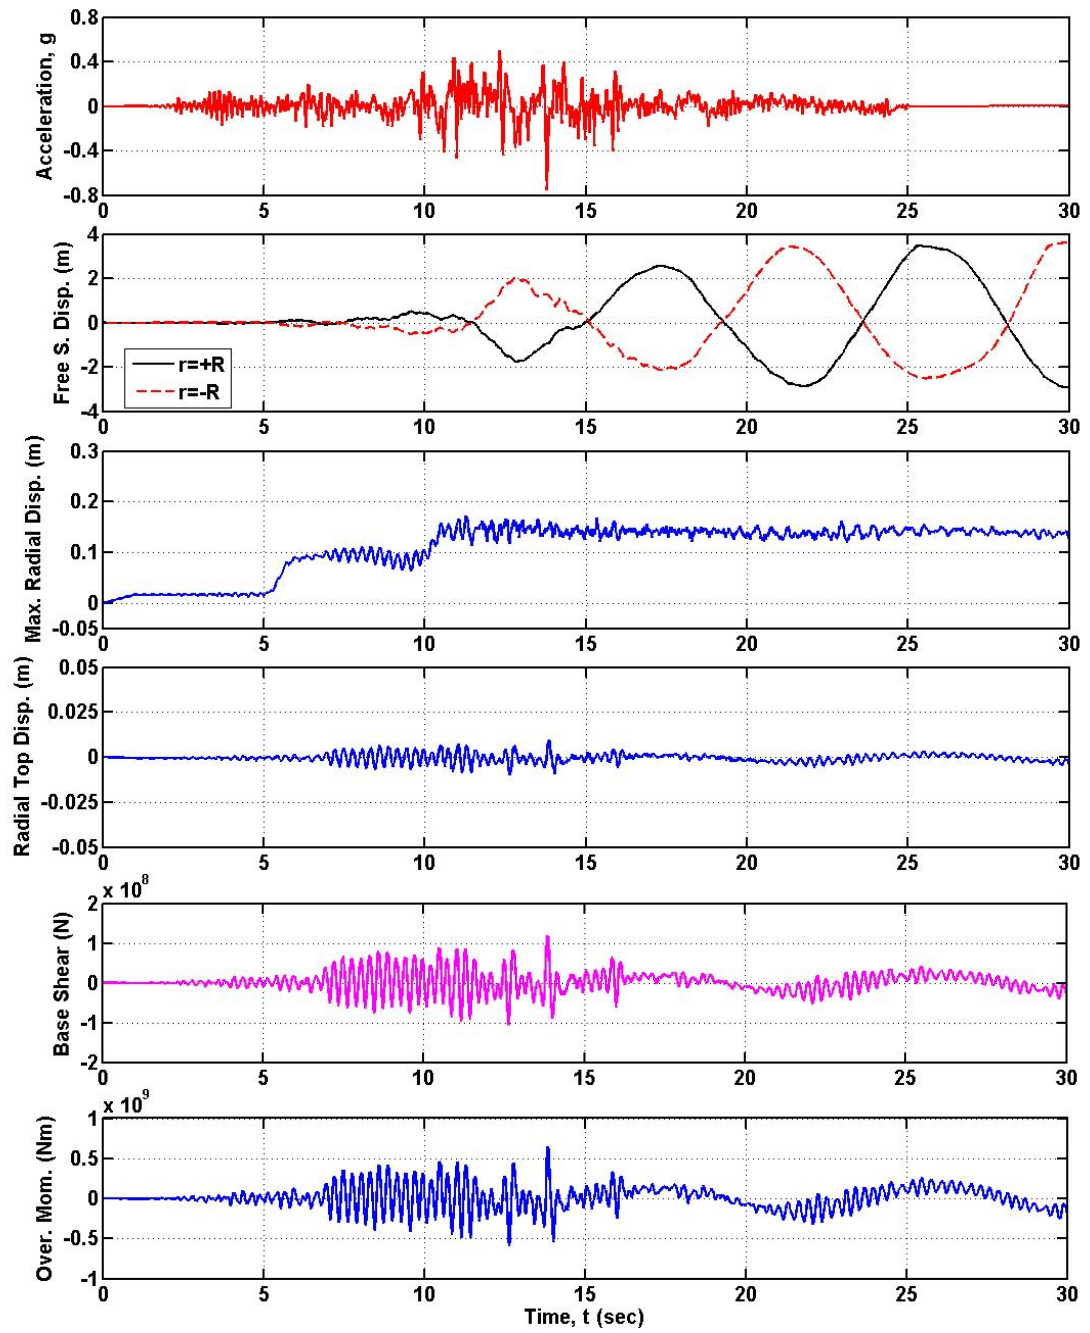 Acceleration, g
0.8
0.4
0
-0.4
-0.8
0 5 10 15 20 25 30
Free S. Disp. (m)
4
2
0
-2
-4
r=+R
r=-R
0 5 10 15 20 25 30
Max. Radial Disp. (m)
0.3
0.2
0.1
0
-0.05
0 5 10 15 20 25 30
Radial Top Disp. (m)
0.05
0.025
0
-0.025
-0.05
0 5 10 15 20 25 30
x 10^8
Base Shear (N)
2
1
0
-1
-2
0 5 10 15 20 25 30
x 10^9
Over. Mom. (Nm)
1
0.5
0
-0.5
-1
0 5 10 15 20 25 30
Time, t (sec)